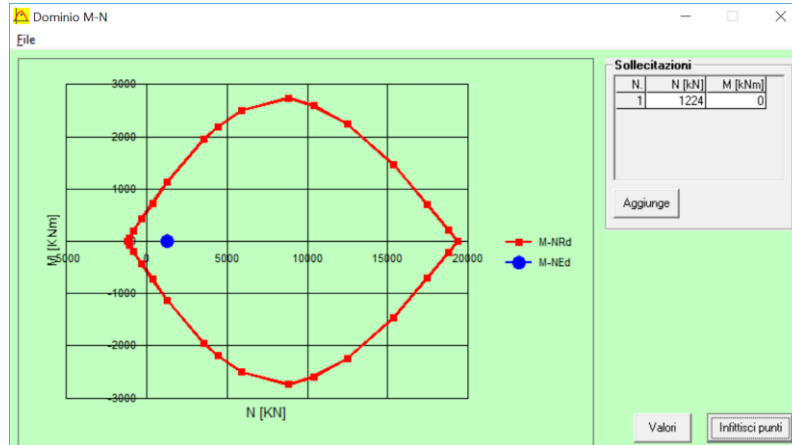 Dominio M-N
File
3000
2000
1000
-1000
-2000
-3000
M [KNm]
-5000 0 5000 10000 15000 20000
N [KN]
M-NRd
M-NEd
Sollecitazioni
N. N [kN] M [kNm]
1 1224 0
Aggiunge
Valori Infittisci punti